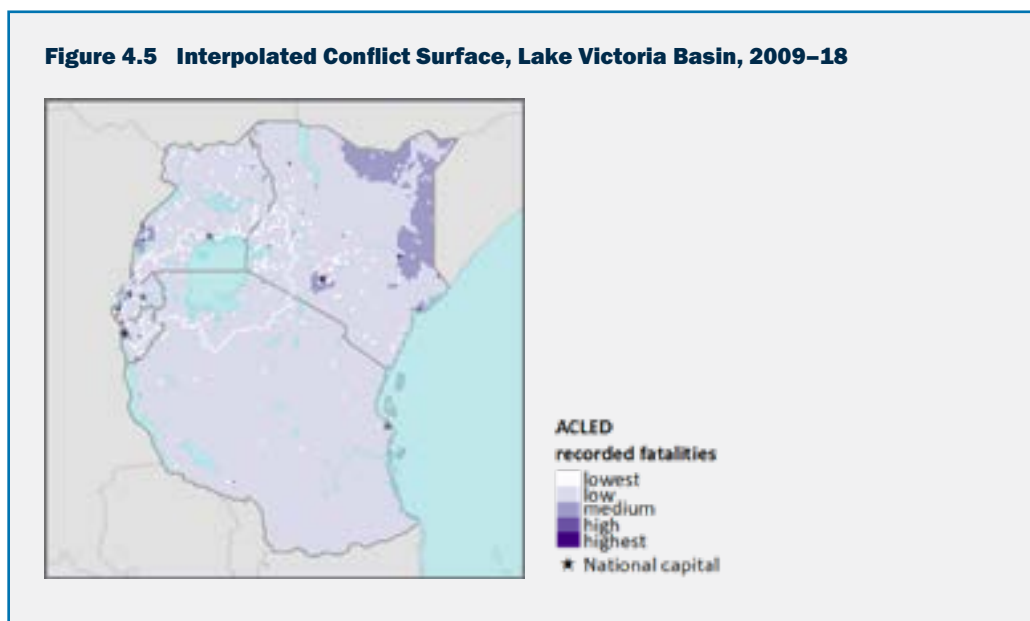 Figure 4.5 Interpolated Conflict Surface, Lake Victoria Basin, 2009–18
ACLED
recorded fatalities
lowest
low
medium
high
highest
National capital